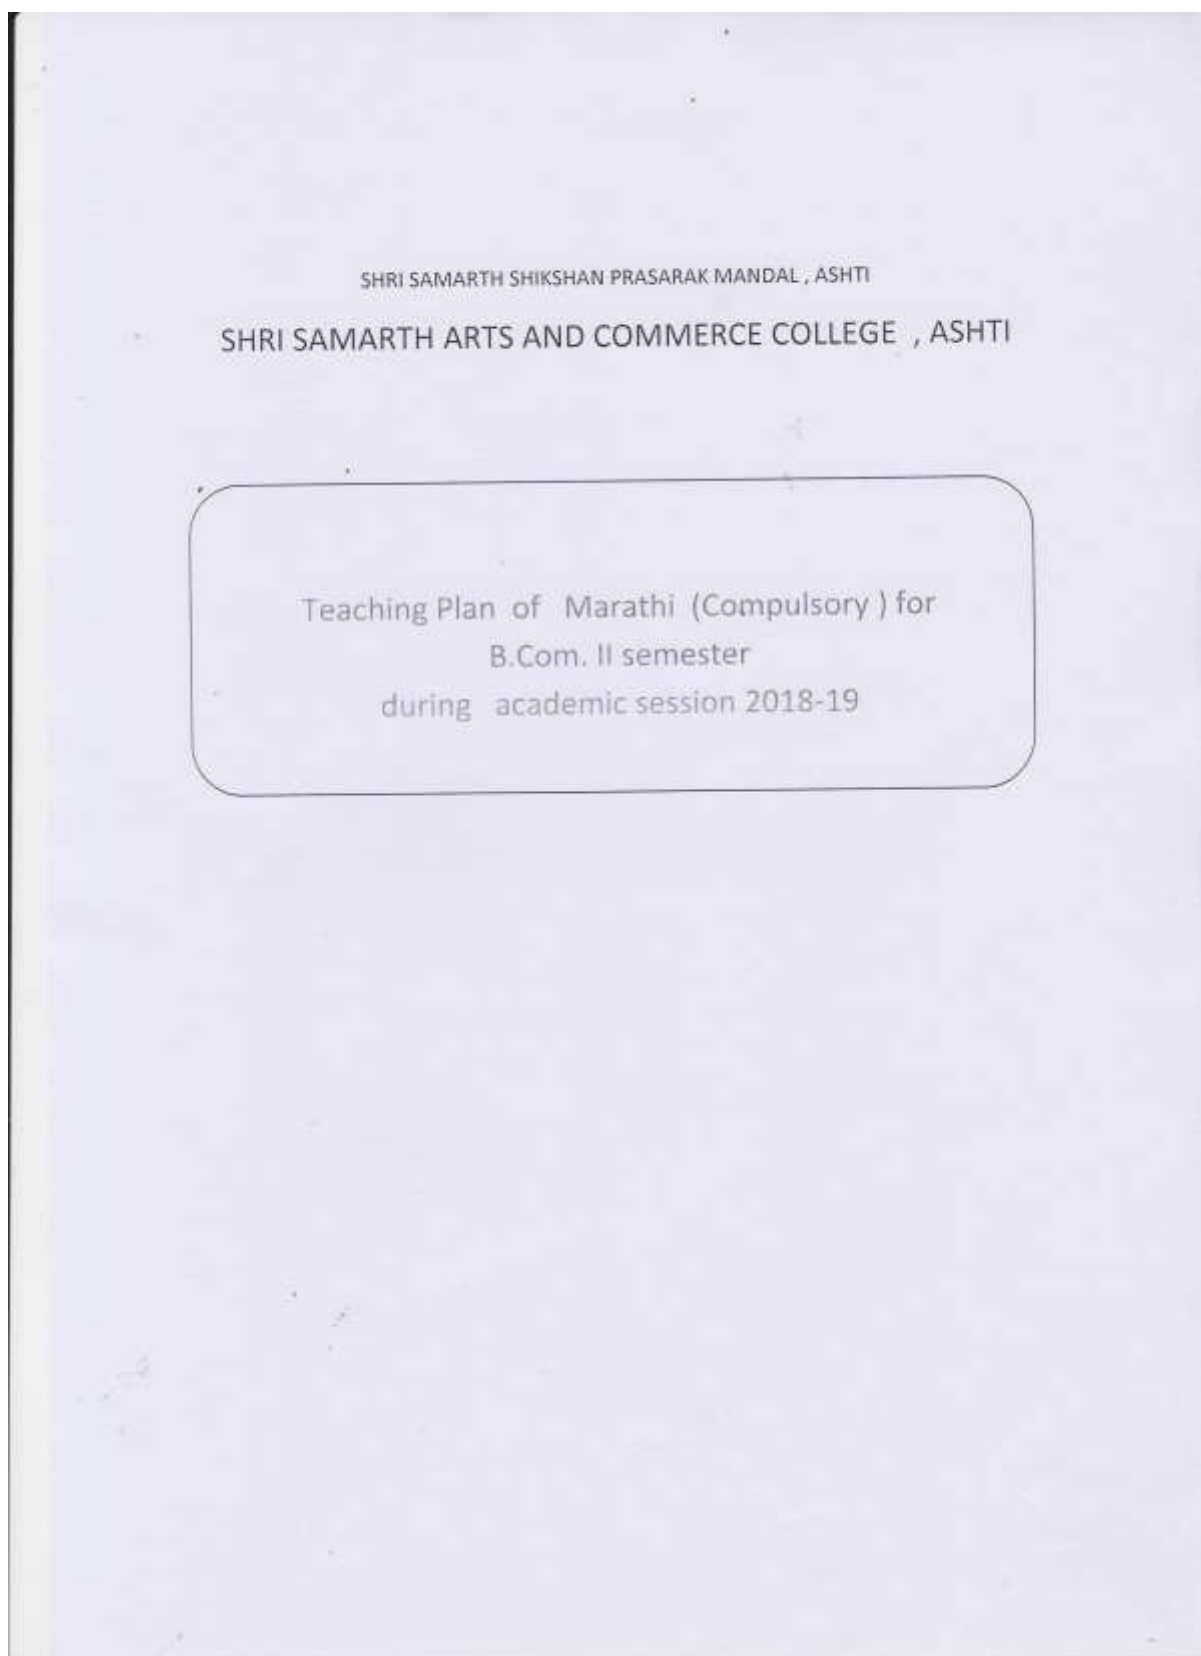 SHRI SAMARTH SHIKSHAN PRASARAK MANDAL , ASHTI
SHRI SAMARTH ARTS AND COMMERCE COLLEGE , ASHTI
Teaching Plan of Marathi (Compulsory ) for
B.Com. II semester
during academic session 2018-19